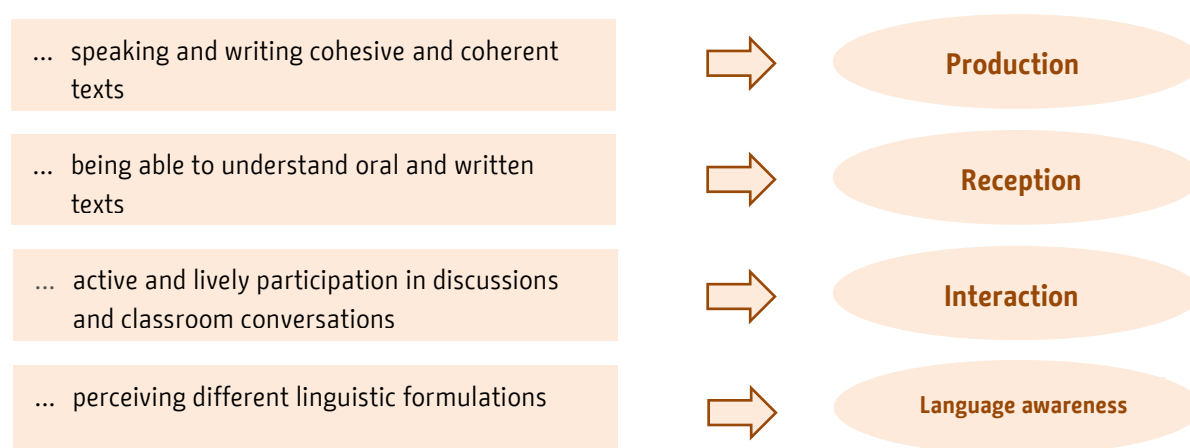 ... speaking and writing cohesive and coherent
texts
Production
... being able to understand oral and written
texts
Reception
... active and lively participation in discussions
and classroom conversations
Interaction
... perceiving different linguistic formulations
Language awareness